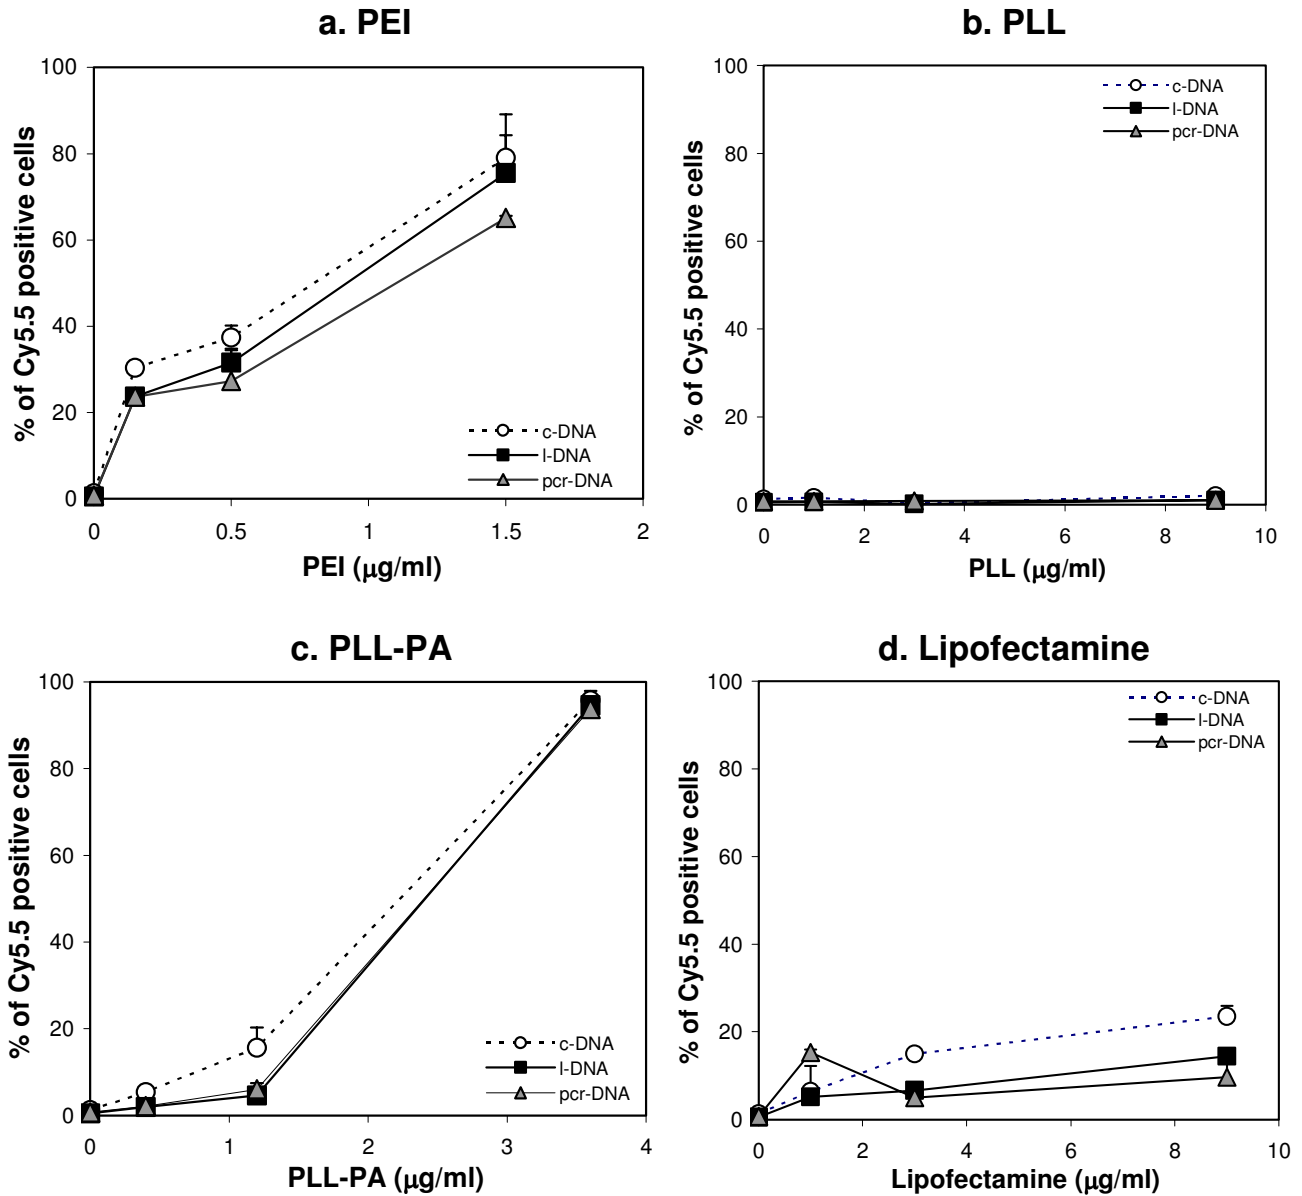 a. PEI
% of Cy5.5 positive cells
100
80
60
40
20
0
0 0.5 1 1.5 2
PEI (µg/ml)
c-DNA
l-DNA
pcr-DNA
b. PLL
% of Cy5.5 positive cells
100
80
60
40
20
0
0 2 4 6 8 10
PLL (µg/ml)
c-DNA
l-DNA
pcr-DNA
c. PLL-PA
% of Cy5.5 positive cells
100
80
60
40
20
0
0 1 2 3 4
PLL-PA (µg/ml)
c-DNA
l-DNA
pcr-DNA
d. Lipofectamine
% of Cy5.5 positive cells
100
80
60
40
20
0
0 2 4 6 8 10
Lipofectamine (µg/ml)
c-DNA
l-DNA
pcr-DNA